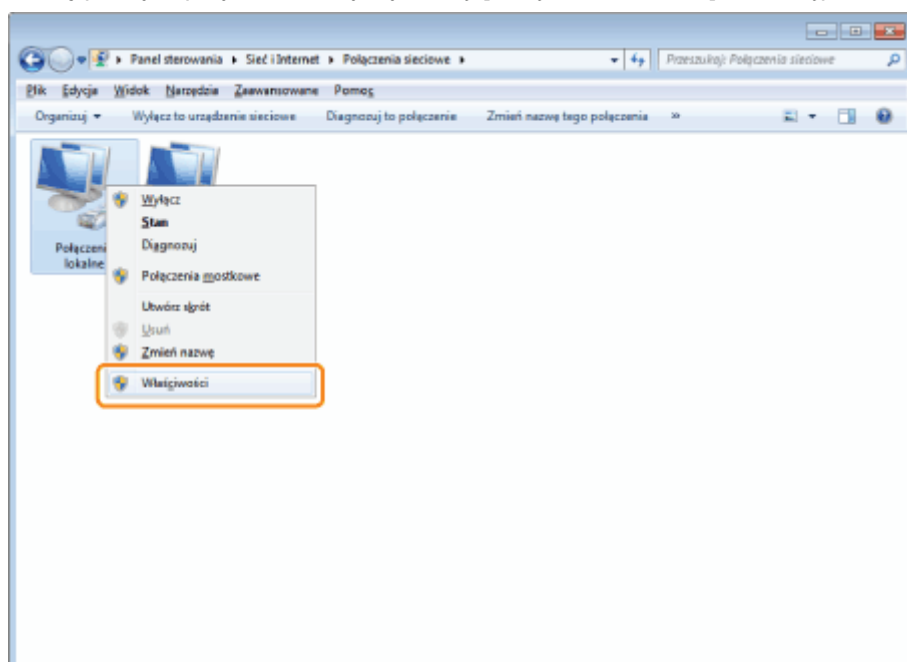 Panel sterowania ▸ Sieć i Internet ▸ Połączenia sieciowe ▸
Przeszukaj: Połączenia sieciowe
Plik Edycja Widok Narzędzia Zaawansowane Pomoc
Organizuj Wyłącz to urządzenie sieciowe Diagnozuj to połączenie Zmień nazwę tego połączenia »
Wyłącz
Stan
Diagnozuj
Połączenia mostkowe
Utwórz skrót
Usuń
Zmień nazwę
Właściwości
Połączeni
lokalne